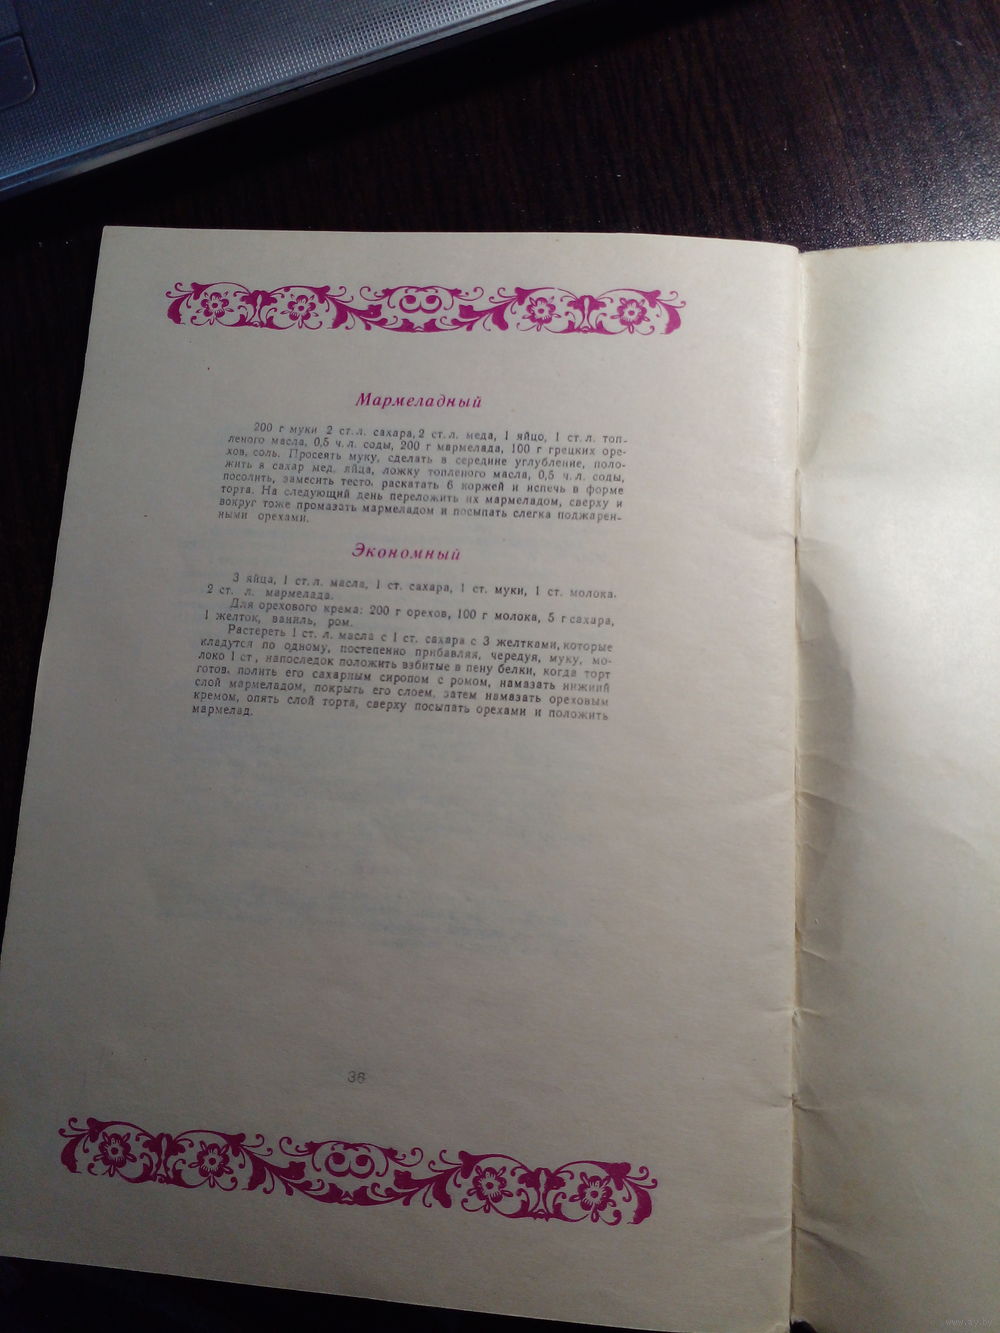 Мармеладный
200 г муки 2 ст. л. сахара, 2 ст. л. меда, 1 яйцо, 1 ст. л. топ-
леного масла, 0,5 ч. л. соды, 200 г мармелада, 100 г грецких оре-
хов, соль. Просеять муку, сделать в середине углубление, поло-
жить в сахар мед, яйца, ложку топленого масла, 0,5 ч. л. соды,
посолить, замесить тесто, раскатать 6 коржей и испечь в форме
торта. На следующий день переложить их мармеладом, сверху и
вокруг тоже промазать мармеладом и посыпать слегка поджарен-
ными орехами.
Экономный
3 яйца, 1 ст. л. масла, 1 ст. сахара, 1 ст. муки, 1 ст. молока.
2 ст. л. мармелада.
Для орехового крема: 200 г орехов, 100 г молока, 5 г сахара,
1 желток, ваниль, ром.
Растереть 1 ст. л. масла с 1 ст. сахара с 3 желтками, которые
кладутся по одному, постепенно прибавляя, чередуя, муку, мо-
локо 1 ст, напоследок положить взбитые в пену белки, когда торт
готов, полить его сахарным сиропом с ромом, намазать нижний
слой мармеладом, покрыть его слоем, затем намазать ореховым
кремом, опять слой торта, сверху посыпать орехами и положить
мармелад.
36
www.ay.by